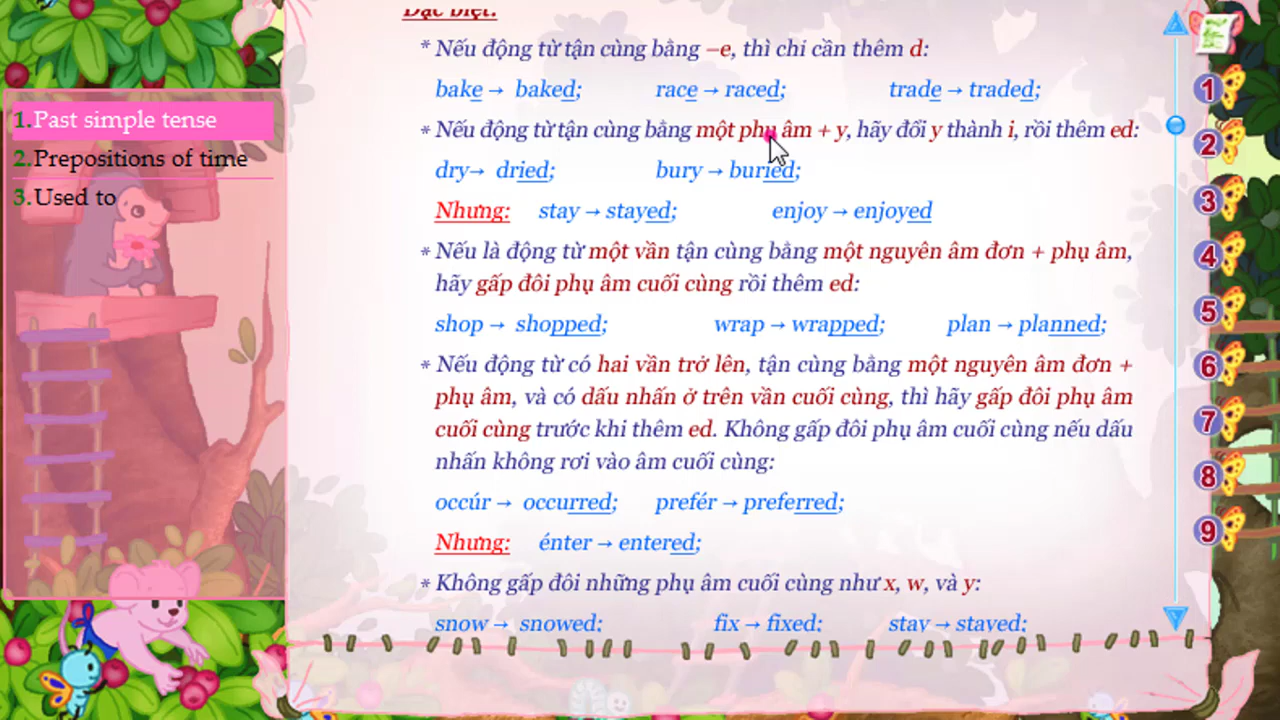 Đặc biệt:
* Nếu động từ tận cùng bằng –e, thì chỉ cần thêm d:
bake → baked; race → raced; trade → traded;
* Nếu động từ tận cùng bằng một phụ âm + y, hãy đổi y thành i, rồi thêm ed:
dry→ dried; bury → buried;
Nhưng: stay → stayed; enjoy → enjoyed
* Nếu là động từ một vần tận cùng bằng một nguyên âm đơn + phụ âm,
hãy gấp đôi phụ âm cuối cùng rồi thêm ed:
shop → shopped; wrap → wrapped; plan → planned;
* Nếu động từ có hai vần trở lên, tận cùng bằng một nguyên âm đơn +
phụ âm, và có dấu nhấn ở trên vần cuối cùng, thì hãy gấp đôi phụ âm
cuối cùng trước khi thêm ed. Không gấp đôi phụ âm cuối cùng nếu dấu
nhấn không rơi vào âm cuối cùng:
occúr → occurred; prefér → preferred;
Nhưng: énter → entered;
* Không gấp đôi những phụ âm cuối cùng như x, w, và y:
snow → snowed; fix → fixed; stay → stayed;
1.Past simple tense
2.Prepositions of time
3.Used to
1
2
3
4
5
6
7
8
9